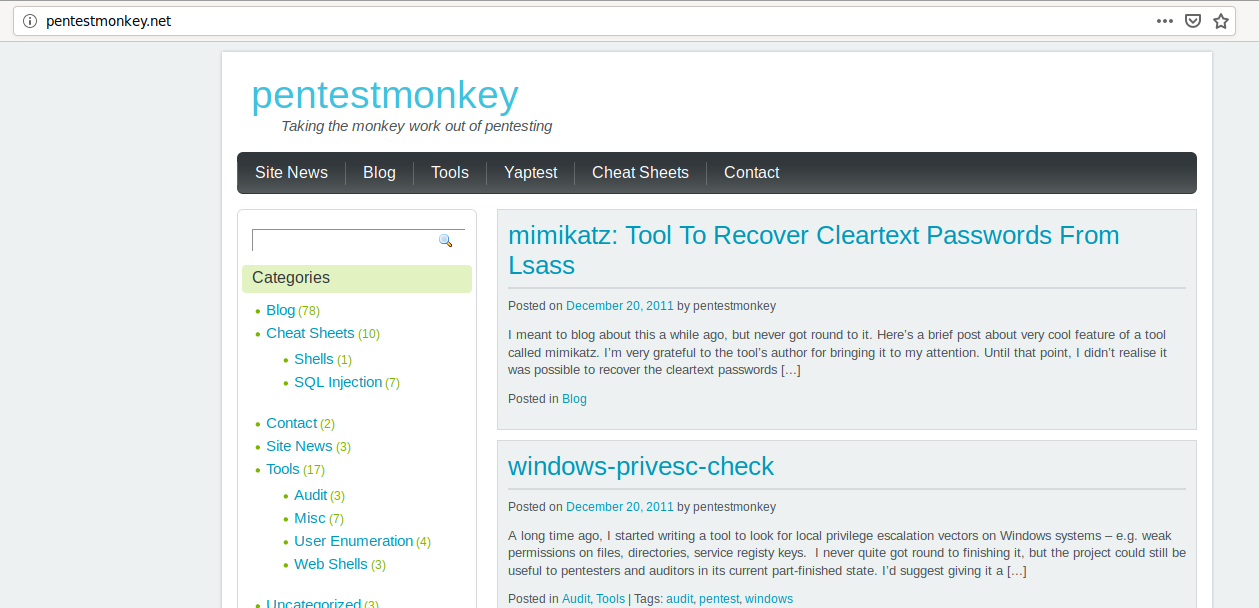 pentestmonkey.net
pentestmonkey
Taking the monkey work out of pentesting
Site News
Blog
Tools
Yaptest
Cheat Sheets
Contact
Categories
Blog (78)
Cheat Sheets (10)
Shells (1)
SQL Injection (7)
Contact (2)
Site News (3)
Tools (17)
Audit (3)
Misc (7)
User Enumeration (4)
Web Shells (3)
Uncategorized (3)
mimikatz: Tool To Recover Cleartext Passwords From
Lsass
Posted on December 20, 2011 by pentestmonkey
I meant to blog about this a while ago, but never got round to it. Here's a brief post about very cool feature of a tool
called mimikatz. I'm very grateful to the tool's author for bringing it to my attention. Until that point, I didn't realise it
was possible to recover the cleartext passwords […]
Posted in Blog
windows-privesc-check
Posted on December 20, 2011 by pentestmonkey
A long time ago, I started writing a tool to look for local privilege escalation vectors on Windows systems – e.g. weak
permissions on files, directories, service registy keys. I never quite got round to finishing it, but the project could still be
useful to pentesters and auditors in its current part-finished state. I'd suggest giving it a […]
Posted in Audit, Tools | Tags: audit, pentest, windows